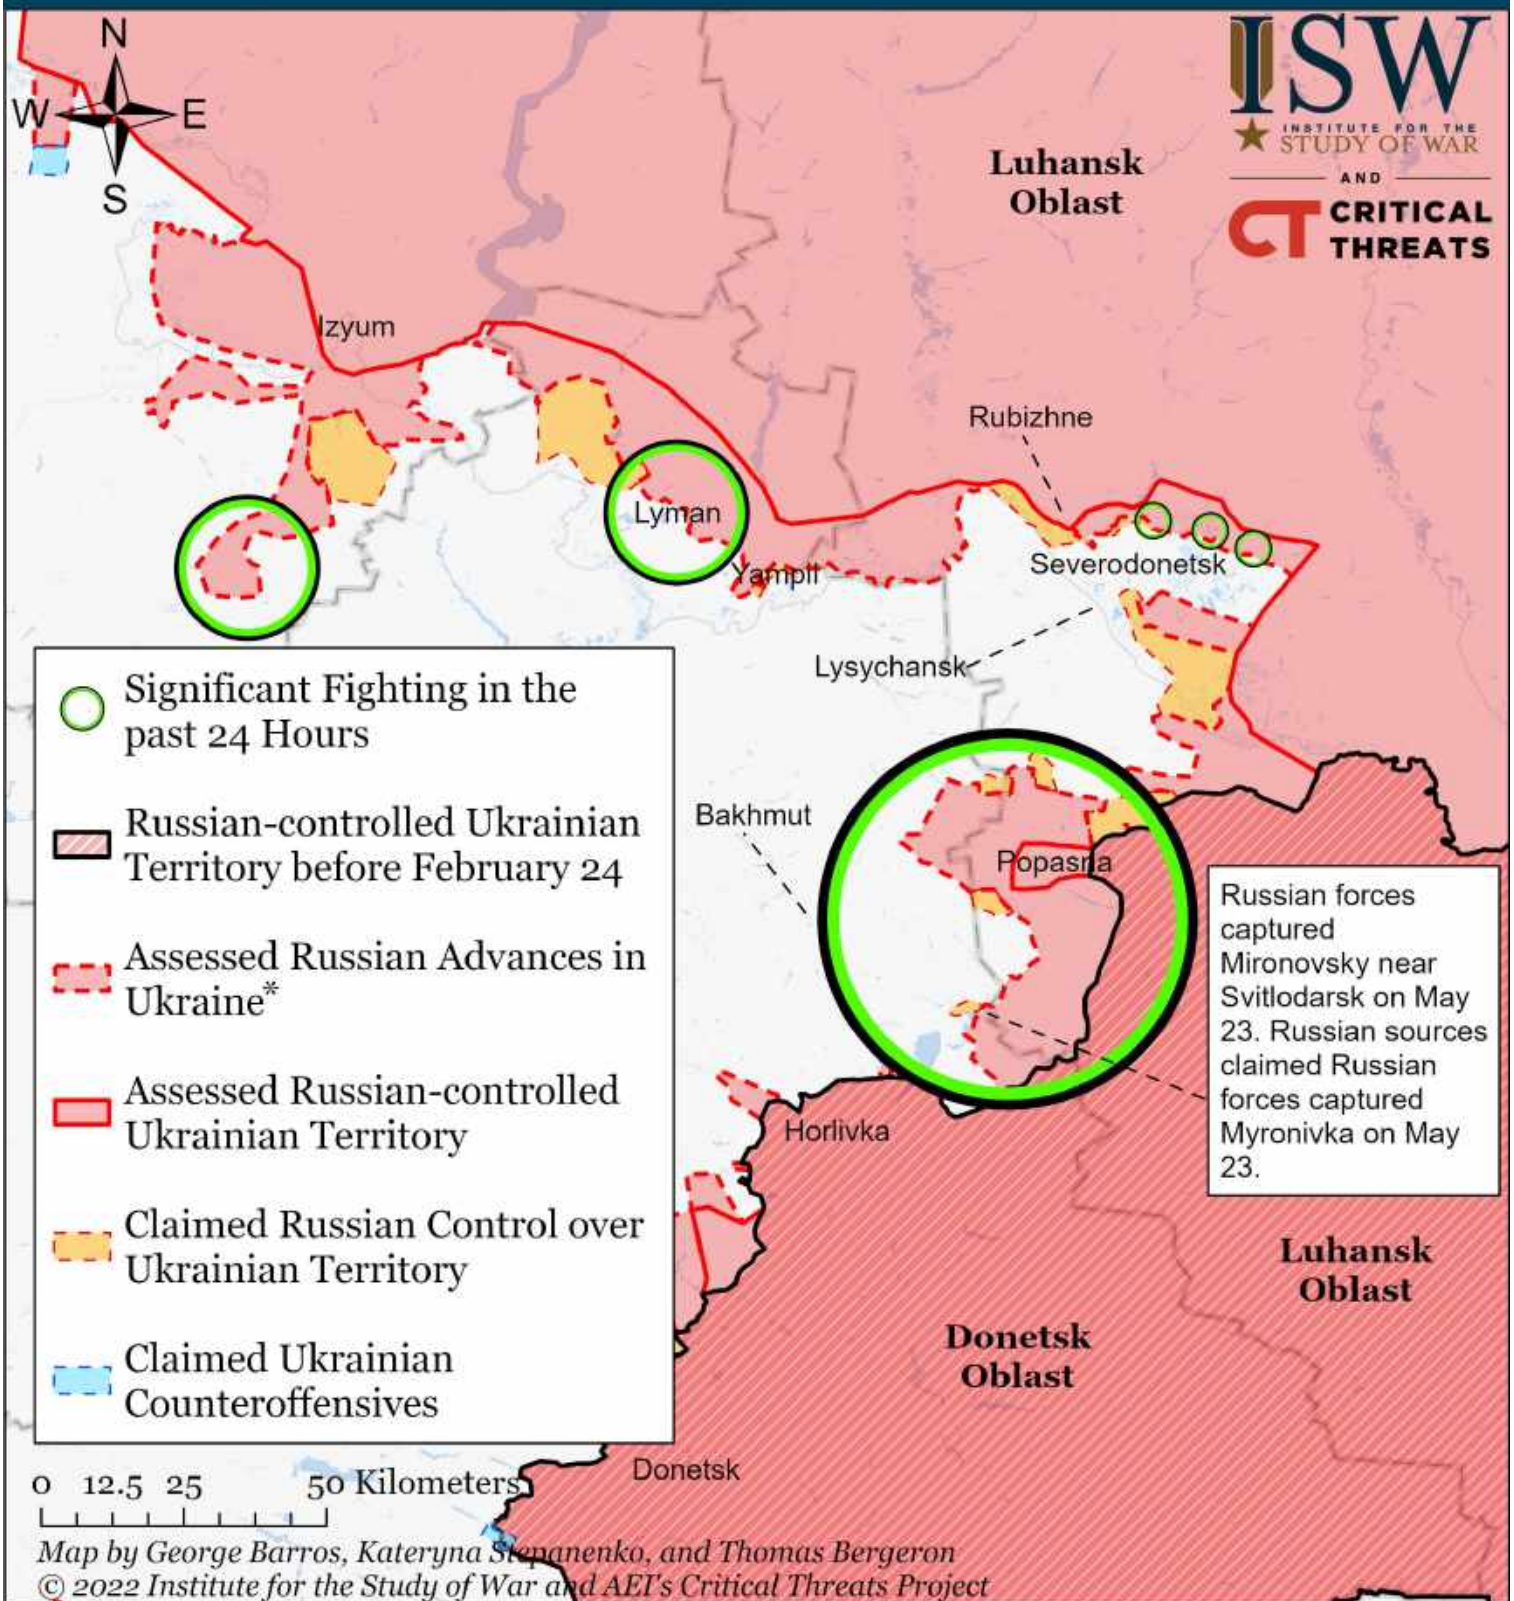 N
W E
S
ISW
INSTITUTE FOR THE
STUDY OF WAR
AND
CT CRITICAL
THREATS
Luhansk
Oblast
Izyum
Rubizhne
Lyman
Yampil
Severodonetsk
Lysychansk
Bakhmut
Popasna
Significant Fighting in the
past 24 Hours
Russian-controlled Ukrainian
Territory before February 24
Assessed Russian Advances in
Ukraine*
Assessed Russian-controlled
Ukrainian Territory
Claimed Russian Control over
Ukrainian Territory
Claimed Ukrainian
Counteroffensives
Russian forces
captured
Mironovsky near
Svitlodarsk on May
23. Russian sources
claimed Russian
forces captured
Myronivka on May
23.
Horlivka
Luhansk
Oblast
Donetsk
Oblast
Donetsk
0 12.5 25 50 Kilometers
Map by George Barros, Kateryna Stepanenko, and Thomas Bergeron
© 2022 Institute for the Study of War and AEI's Critical Threats Project